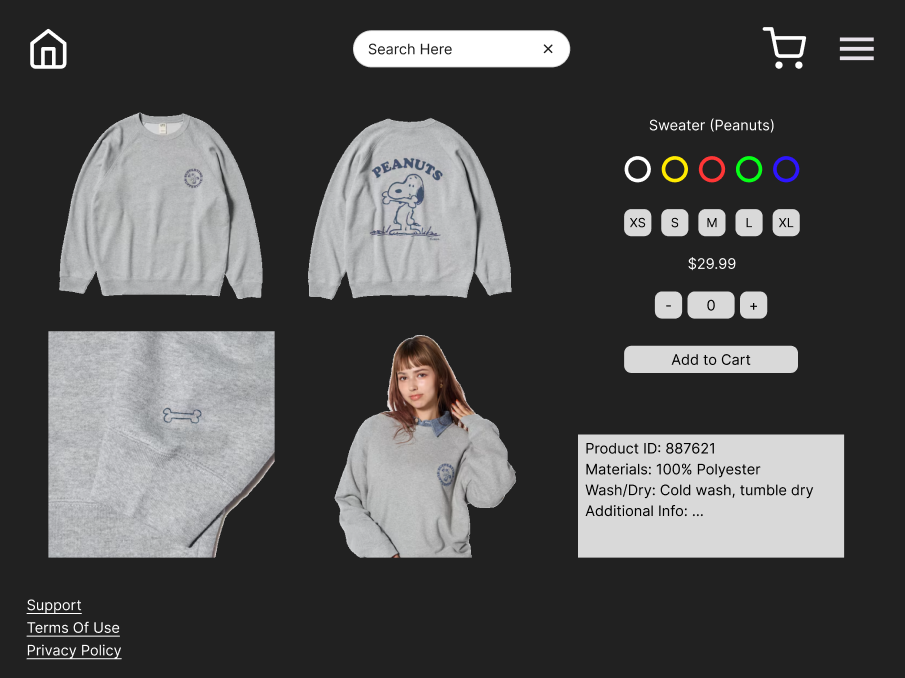 Search Here ✕
PEANUTS
Sweater (Peanuts)
XS S M L XL
$29.99
- 0 +
Add to Cart
Product ID: 887621
Materials: 100% Polyester
Wash/Dry: Cold wash, tumble dry
Additional Info: ...
Support
Terms Of Use
Privacy Policy